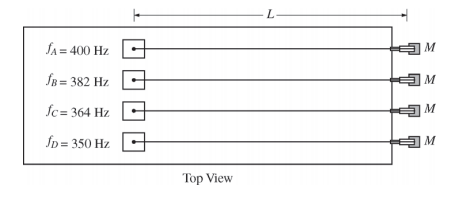 L
f_A = 400 Hz M
f_B = 382 Hz M
f_C = 364 Hz M
f_D = 350 Hz M
Top View